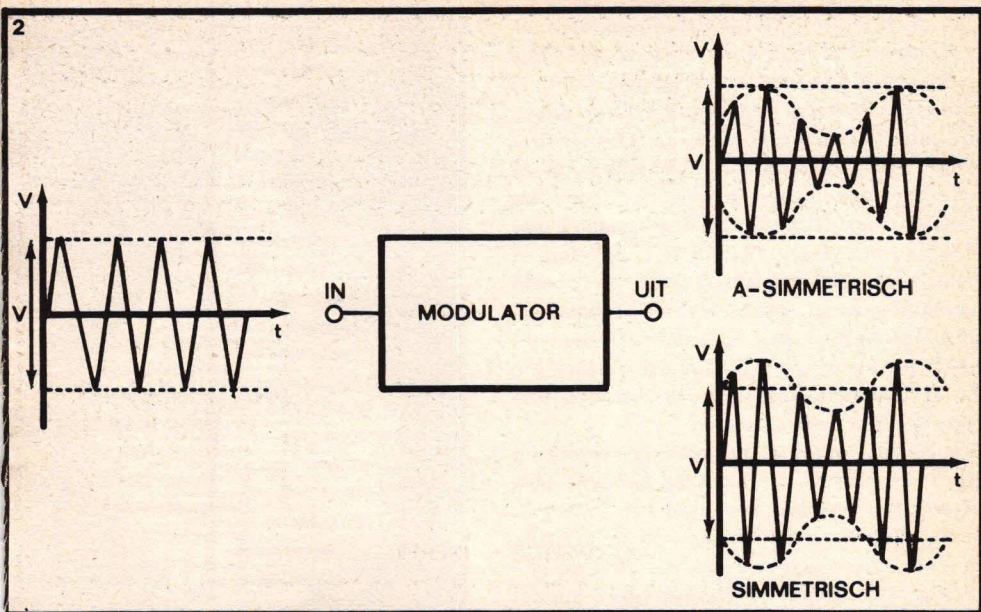 2
V
V
t
IN
MODULATOR
UIT
V
V
t
A-SIMMETRISCH
V
V
t
SIMMETRISCH